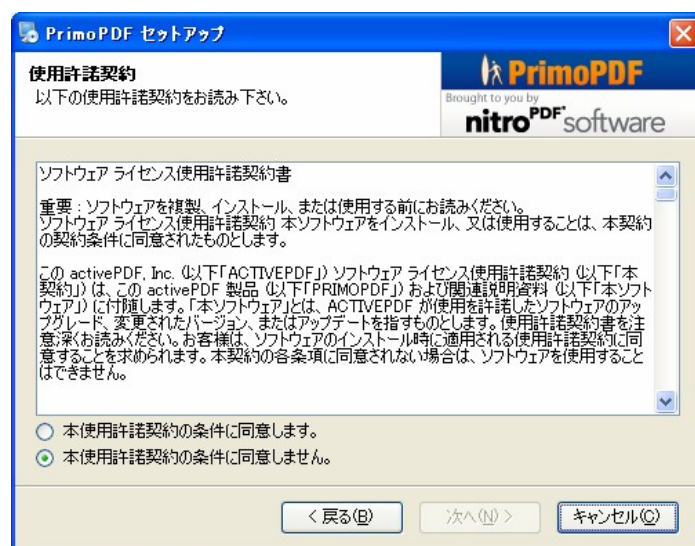 PrimoPDF セットアップ
使用許諾契約
以下の使用許諾契約をお読み下さい。
PrimoPDF
Brought to you by
nitroPDF® software
ソフトウェア ライセンス使用許諾契約書
重要：ソフトウェアを複製、インストール、または使用する前にお読みください。
ソフトウェア ライセンス使用許諾契約 本ソフトウェアをインストール、又は使用することは、本契約
の契約条件に同意されたものとします。
この activePDF, Inc. （以下「ACTIVEPDF」） ソフトウェア ライセンス使用許諾契約 （以下「本
契約」） は、この activePDF 製品 （以下「PRIMOPDF」） および関連説明資料 （以下「本ソフト
ウェア」） に付随します。「本ソフトウェア」とは、ACTIVEPDF が使用を許諾したソフトウェアのアッ
プグレード、変更されたバージョン、またはアップデートを指すものとします。使用許諾契約書を注
意深くお読みください。お客様は、ソフトウェアのインストール時に適用される使用許諾契約に同
意することを求められます。本契約の各条項に同意されない場合は、ソフトウェアを使用すること
はできません。
本使用許諾契約の条件に同意します。
本使用許諾契約の条件に同意しません。
< 戻る(B)
次へ(N) >
キャンセル(C)